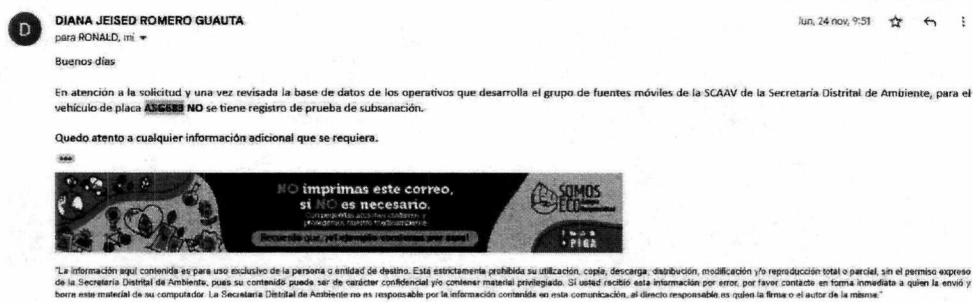 D
DIANA JEISED ROMERO GUAUTA
lun, 24 nov, 9:51
para RONALD, mí
Buenos días
En atención a la solicitud y una vez revisada la base de datos de los operativos que desarrolla el grupo de fuentes móviles de la SCAAV de la Secretaría Distrital de Ambiente, para el
vehículo de placa NO se tiene registro de prueba de subsanación.
Quedo atento a cualquier información adicional que se requiera.
NO imprimas este correo,
si NO es necesario.
SOMOS
ECO
PIGA
"La información aquí contenida es para uso exclusivo de la persona o entidad de destino. Está estrictamente prohibida su utilización, copia, descarga, distribución, modificación y/o reproducción total o parcial, sin el permiso expreso
de la Secretaría Distrital de Ambiente, pues su contenido puede ser de carácter confidencial y/o contener material privilegiado. Si usted recibió esta información por error, por favor contacte en forma inmediata a quien la envió y
borre este material de su computador. La Secretaría Distrital de Ambiente no es responsable por la información contenida en esta comunicación, el directo responsable es quien la firma o el autor de la misma."